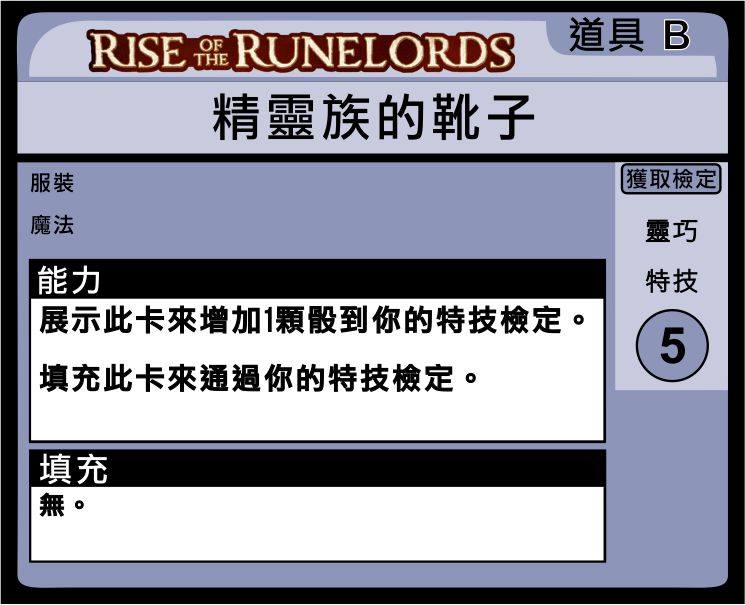 RISE OF THE RUNELORDS
道具 B
精靈族的靴子
服裝
魔法
獲取檢定
靈巧
特技
5
能力
展示此卡來增加1顆骰到你的特技檢定。
填充此卡來通過你的特技檢定。
填充
無。